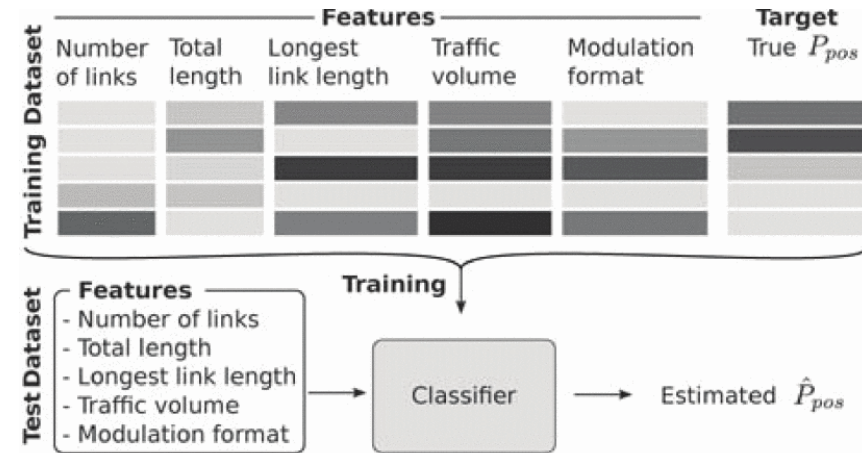 Features
Target
Number of links
Total length
Longest link length
Traffic volume
Modulation format
True P_pos
Training Dataset
Training
Test Dataset
Features
- Number of links
- Total length
- Longest link length
- Traffic volume
- Modulation format
Classifier
Estimated P̂_pos